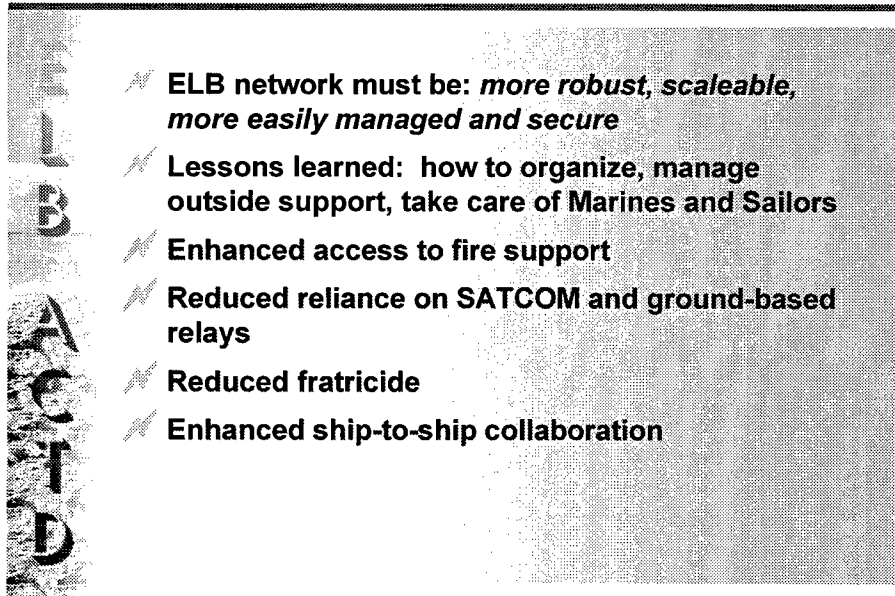 ELB ACTD
ELB network must be: more robust, scaleable,
more easily managed and secure
Lessons learned: how to organize, manage
outside support, take care of Marines and Sailors
Enhanced access to fire support
Reduced reliance on SATCOM and ground-based
relays
Reduced fratricide
Enhanced ship-to-ship collaboration